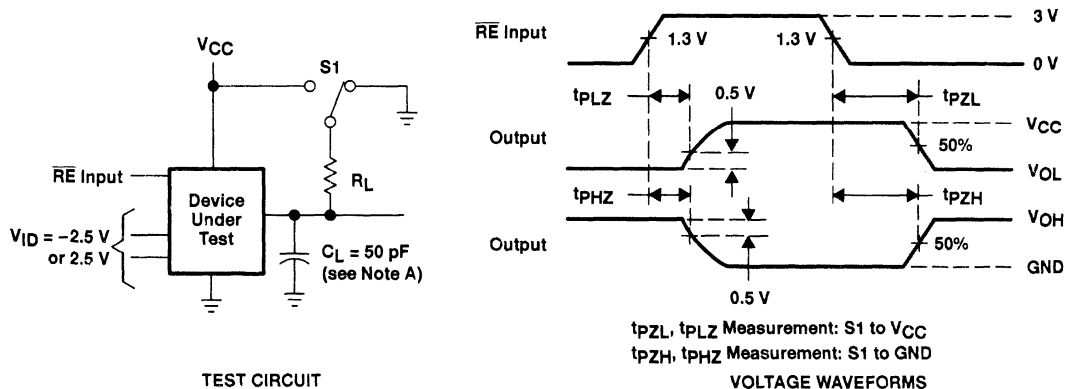 VCC
S1
RE Input
VID = −2.5 V
or 2.5 V
Device
Under
Test
RL
CL = 50 pF
(see Note A)
TEST CIRCUIT
RE Input
1.3 V
1.3 V
3 V
0 V
tPLZ
0.5 V
tPZL
Output
VCC
50%
VOL
tPHZ
tPZH
Output
VOH
50%
GND
0.5 V
tPZL, tPLZ Measurement: S1 to VCC
tPZH, tPHZ Measurement: S1 to GND
VOLTAGE WAVEFORMS